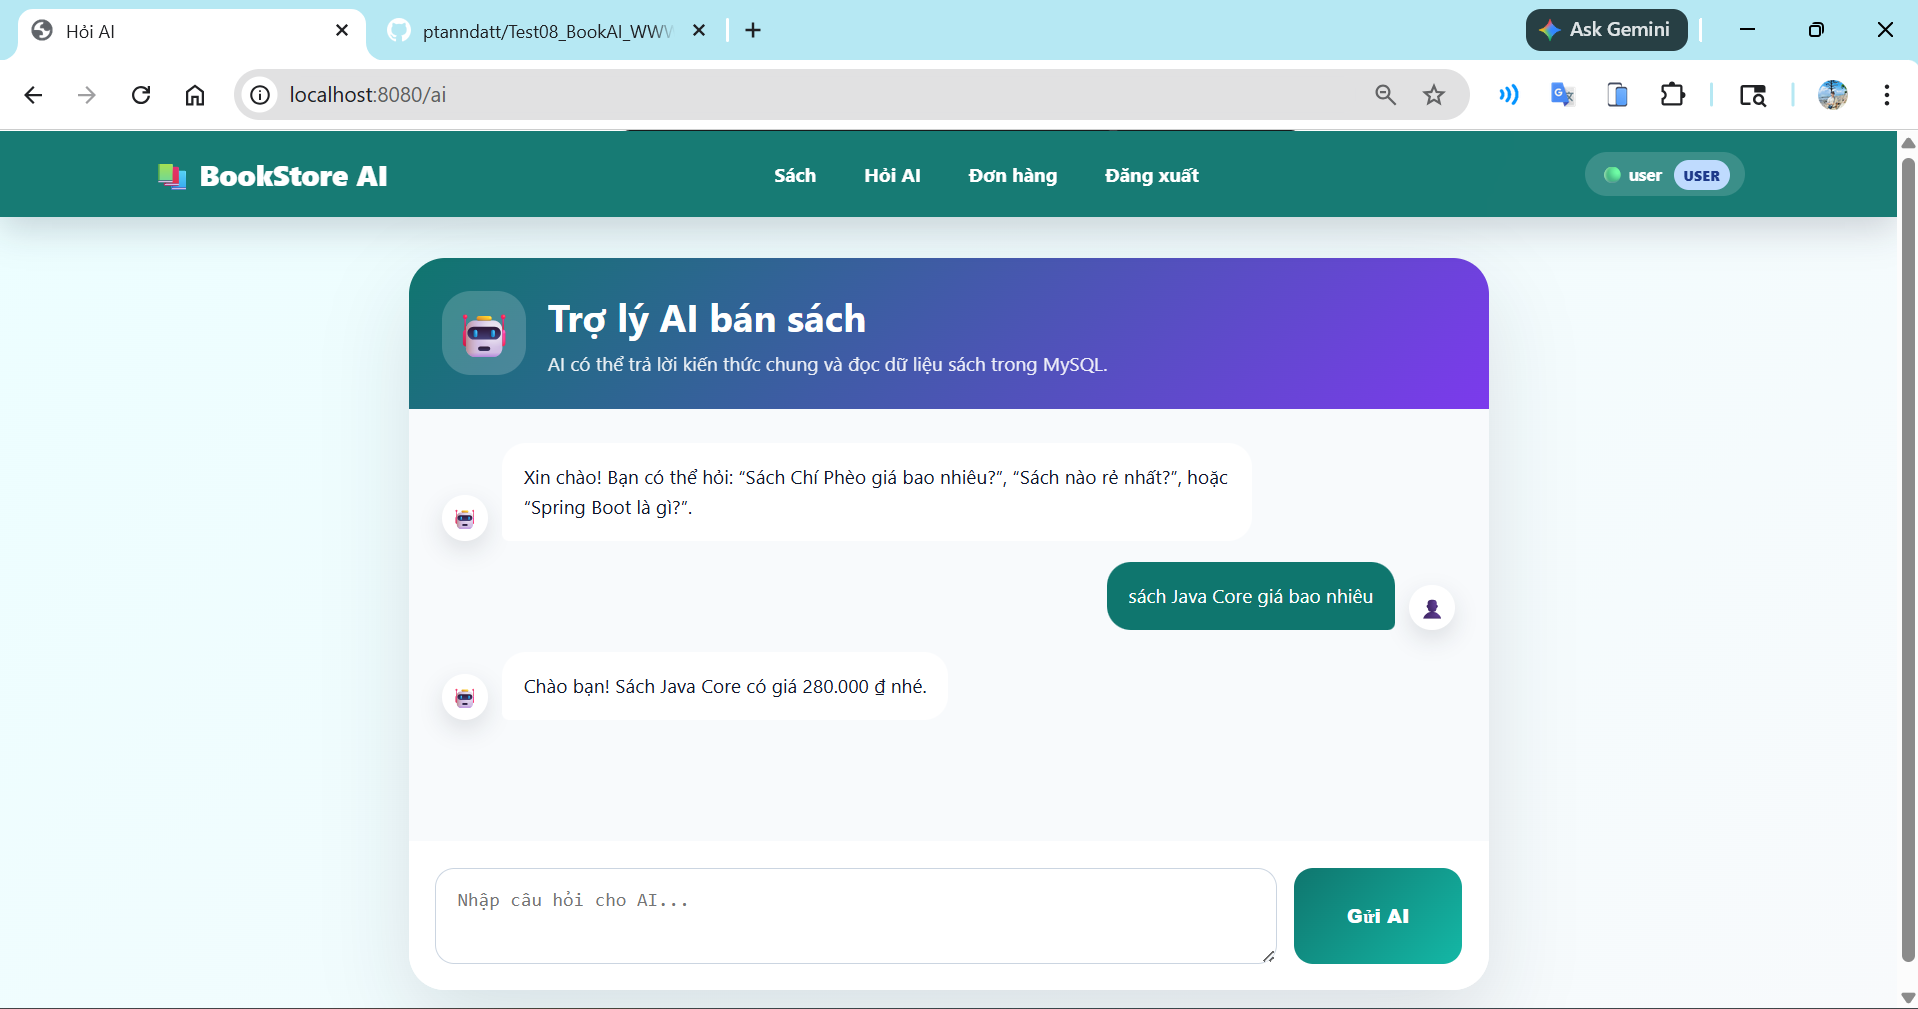 Hỏi AI
ptanndatt/Test08_BookAI_WWW
Ask Gemini
localhost:8080/ai
BookStore AI
Sách
Hỏi AI
Đơn hàng
Đăng xuất
user
USER
Trợ lý AI bán sách
AI có thể trả lời kiến thức chung và đọc dữ liệu sách trong MySQL.
Xin chào! Bạn có thể hỏi: “Sách Chí Phèo giá bao nhiêu?”, “Sách nào rẻ nhất?”, hoặc
“Spring Boot là gì?”.
sách Java Core giá bao nhiêu
Chào bạn! Sách Java Core có giá 280.000 ₫ nhé.
Nhập câu hỏi cho AI...
Gửi AI